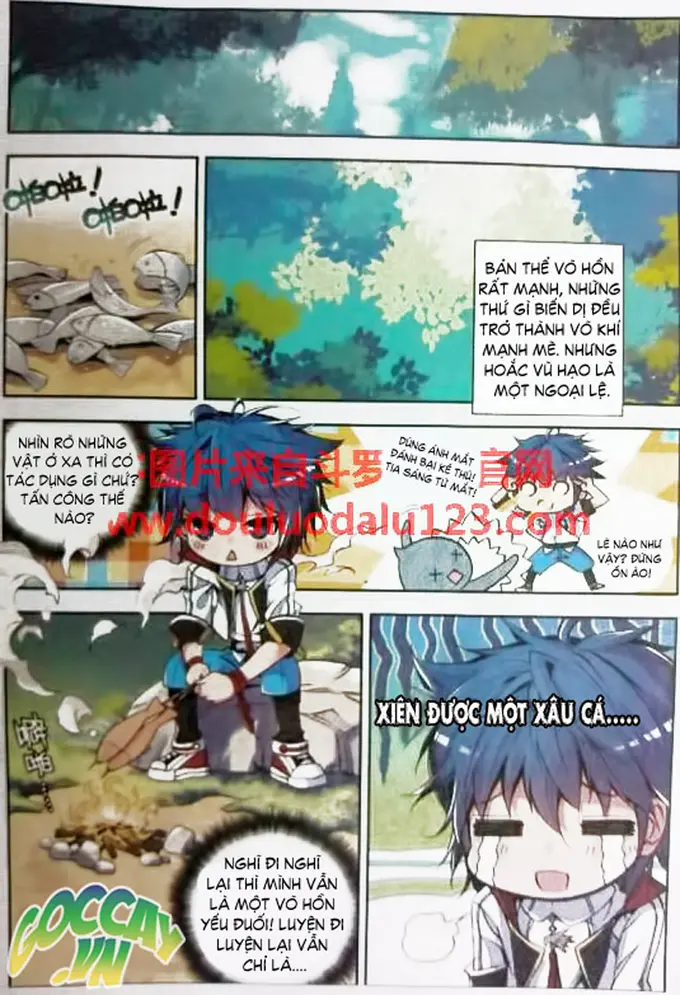 啪啦!
啪啦!
BẢN THỂ VÕ HỒN
RẤT MẠNH, NHỮNG
THỨ GÌ BIẾN DỊ ĐỀU
TRỞ THÀNH VÕ KHÍ
MẠNH MẼ. NHƯNG
HOẮC VŨ HẠO LÀ
MỘT NGOẠI LỆ.
NHÌN RÕ NHỮNG
VẬT Ở XA THÌ CÓ
TÁC DỤNG GÌ CHỨ?
TẤN CÔNG THẾ
NÀO?
DÙNG ÁNH MẮT
ĐÁNH BẠI KẺ THÙ!
TIA SÁNG TỪ MẮT!
LẼ NÀO NHƯ
VẬY? ĐỪNG
ỒN ÀO!
:图片来自斗罗 官网
www.douluodalu123.com
XIÊN ĐƯỢC MỘT XÂU CÁ.....
NGHĨ ĐI NGHĨ
LẠI THÌ MÌNH VẪN
LÀ MỘT VÕ HỒN
YẾU ĐUỐI! LUYỆN ĐI
LUYỆN LẠI VẪN
CHỈ LÀ....
GOCCAY
.VN